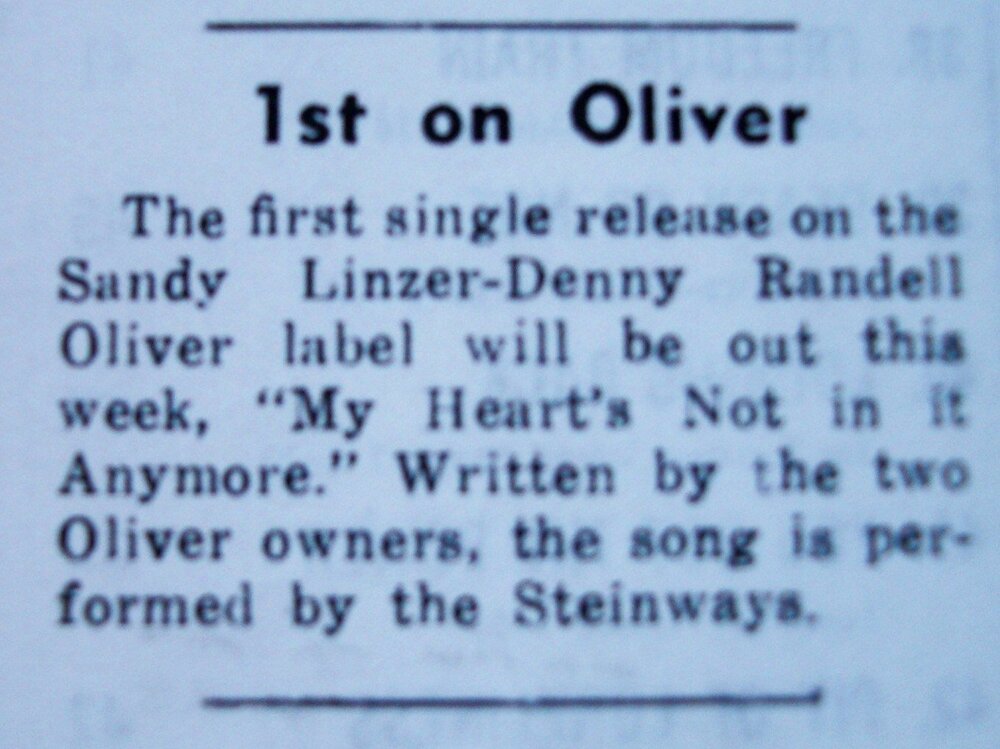 1st on Oliver
The first single release on the
Sandy Linzer-Denny Randell
Oliver label will be out this
week, "My Heart's Not in it
Anymore." Written by the two
Oliver owners, the song is per-
formed by the Steinways.